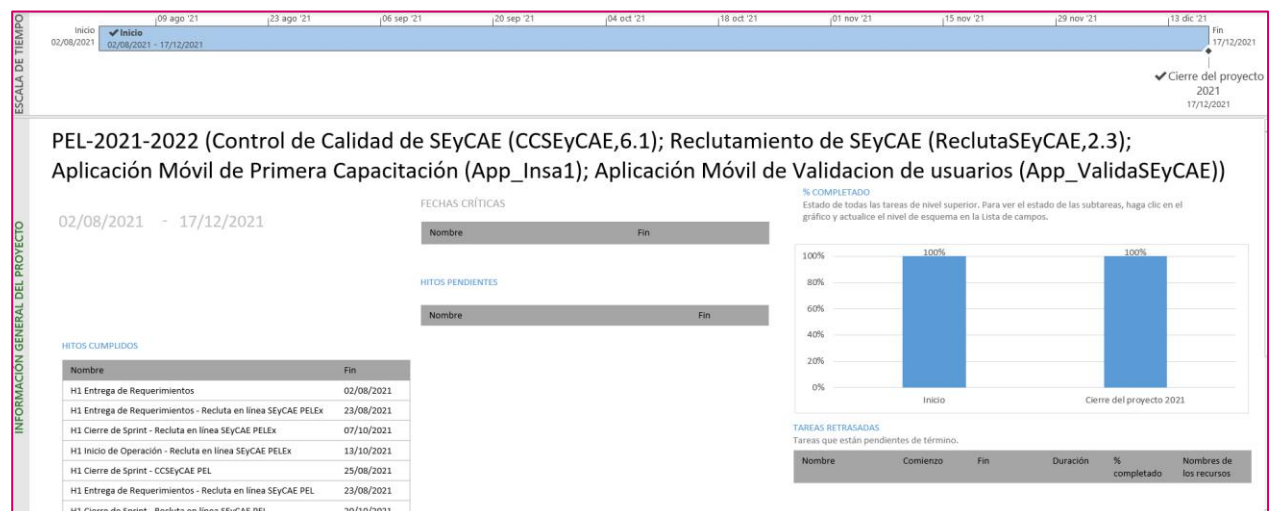 ESCALA DE TIEMPO
09 ago '21 23 ago '21 06 sep '21 20 sep '21 04 oct '21 18 oct '21 01 nov '21 15 nov '21 29 nov '21 13 dic '21
Inicio
02/08/2021
Inicio
02/08/2021 - 17/12/2021
Fin
17/12/2021
Cierre del proyecto
2021
17/12/2021
INFORMACIÓN GENERAL DEL PROYECTO
PEL-2021-2022 (Control de Calidad de SEyCAE (CCSEyCAE,6.1); Reclutamiento de SEyCAE (ReclutaSEyCAE,2.3);
Aplicación Móvil de Primera Capacitación (App_Insa1); Aplicación Móvil de Validacion de usuarios (App_ValidaSEyCAE))
02/08/2021 - 17/12/2021
FECHAS CRÍTICAS
Nombre Fin
HITOS PENDIENTES
Nombre Fin
HITOS CUMPLIDOS
Nombre Fin
H1 Entrega de Requerimientos 02/08/2021
H1 Entrega de Requerimientos - Recluta en línea SEyCAE PELEx 23/08/2021
H1 Cierre de Sprint - Recluta en línea SEyCAE PELEx 07/10/2021
H1 Inicio de Operación - Recluta en línea SEyCAE PELEx 13/10/2021
H1 Cierre de Sprint - CCSEyCAE PEL 25/08/2021
H1 Entrega de Requerimientos - Recluta en línea SEyCAE PEL 23/08/2021
H1 Cierre de Sprint - Recluta en línea SEyCAE PEL 20/10/2021
% COMPLETADO
Estado de todas las tareas de nivel superior. Para ver el estado de las subtareas, haga clic en el
gráfico y actualice el nivel de esquema en la Lista de campos.
100% 100% 100%
80%
60%
40%
20%
0%
Inicio Cierre del proyecto 2021
TAREAS RETRASADAS
Tareas que están pendientes de término.
Nombre Comienzo Fin Duración % Nombres de
completado los recursos